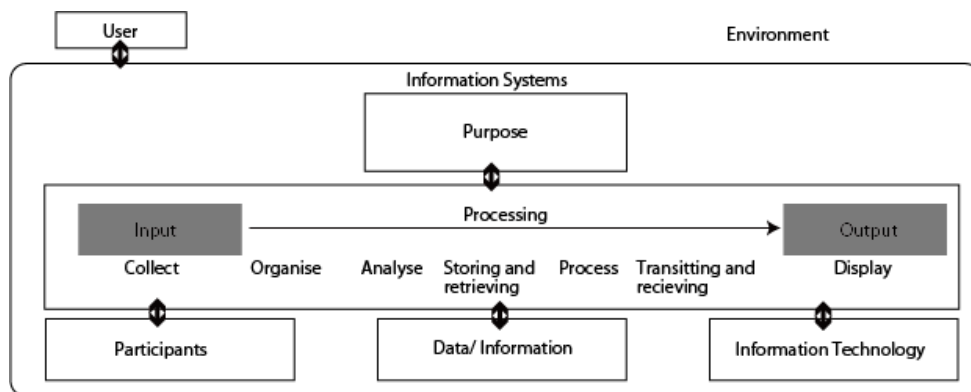 User
Environment
Information Systems
Purpose
Processing
Input
Output
Collect
Organise
Analyse
Storing and
retrieving
Process
Transitting and
recieving
Display
Participants
Data/ Information
Information Technology